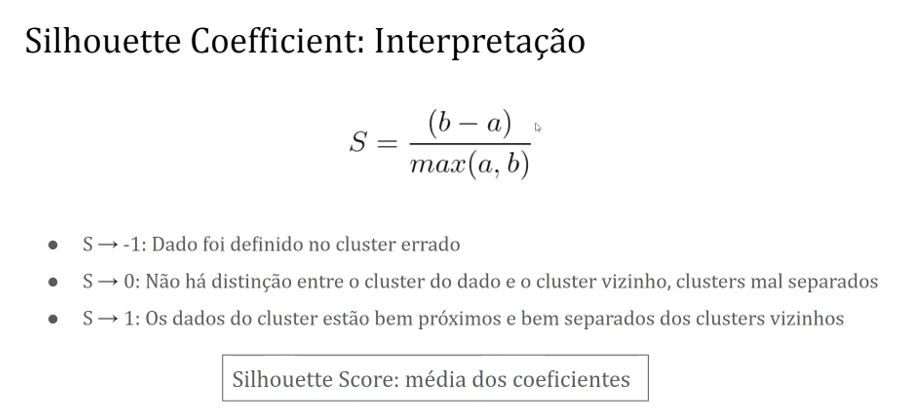 Silhouette Coefficient: Interpretação
S = (b − a) / max(a, b)
● S → -1: Dado foi definido no cluster errado
● S → 0: Não há distinção entre o cluster do dado e o cluster vizinho, clusters mal separados
● S → 1: Os dados do cluster estão bem próximos e bem separados dos clusters vizinhos
Silhouette Score: média dos coeficientes